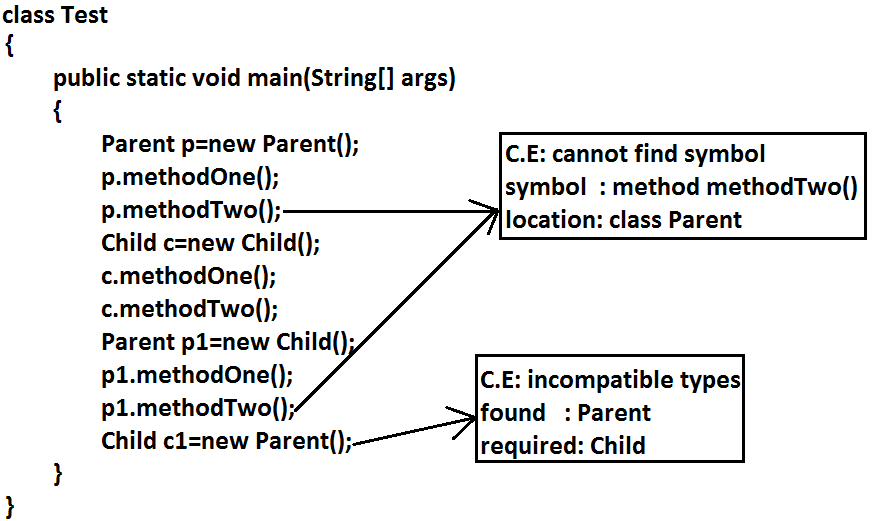 class Test
{
public static void main(String[] args)
{
Parent p=new Parent();
p.methodOne();
p.methodTwo();
Child c=new Child();
c.methodOne();
c.methodTwo();
Parent p1=new Child();
p1.methodOne();
p1.methodTwo();
Child c1=new Parent();
}
}
C.E: cannot find symbol
symbol : method methodTwo()
location: class Parent
C.E: incompatible types
found : Parent
required: Child